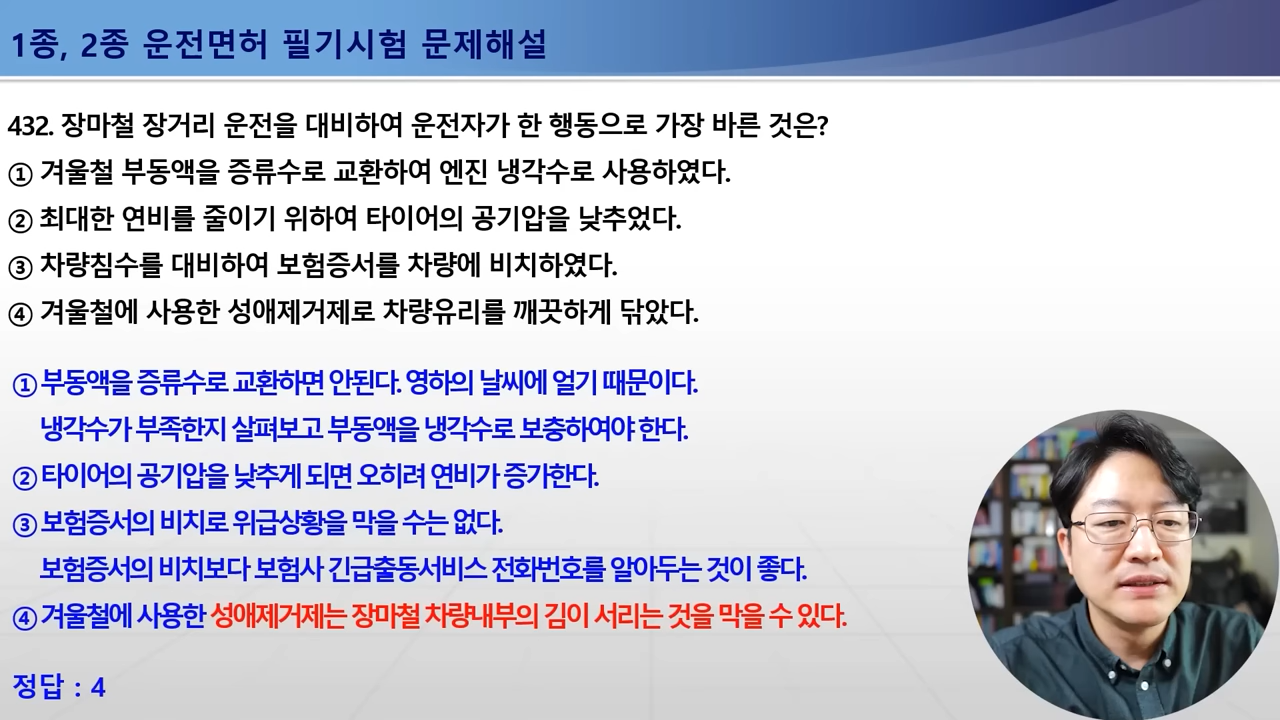 1종, 2종 운전면허 필기시험 문제해설
432. 장마철 장거리 운전을 대비하여 운전자가 한 행동으로 가장 바른 것은?
① 겨울철 부동액을 증류수로 교환하여 엔진 냉각수로 사용하였다.
② 최대한 연비를 줄이기 위하여 타이어의 공기압을 낮추었다.
③ 차량침수를 대비하여 보험증서를 차량에 비치하였다.
④ 겨울철에 사용한 성애제거제로 차량유리를 깨끗하게 닦았다.
① 부동액을 증류수로 교환하면 안된다. 영하의 날씨에 얼기 때문이다.
냉각수가 부족한지 살펴보고 부동액을 냉각수로 보충하여야 한다.
② 타이어의 공기압을 낮추게 되면 오히려 연비가 증가한다.
③ 보험증서의 비치로 위급상황을 막을 수는 없다.
보험증서의 비치보다 보험사 긴급출동서비스 전화번호를 알아두는 것이 좋다.
④ 겨울철에 사용한 성애제거제는 장마철 차량내부의 김이 서리는 것을 막을 수 있다.
정답 : 4